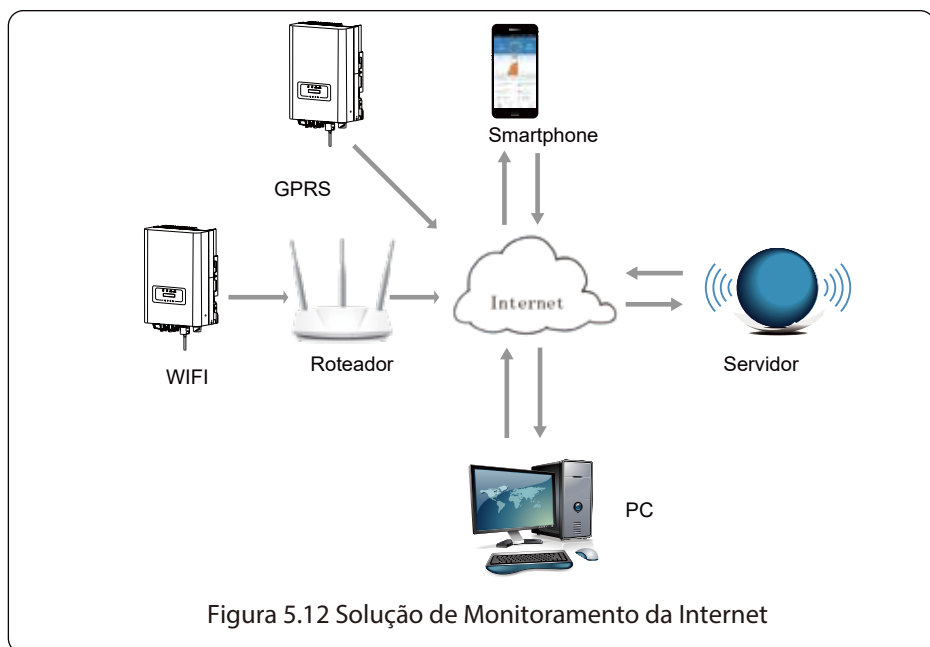 Smartphone
GPRS
Internet
WIFI
Roteador
Servidor
PC
Figura 5.12 Solução de Monitoramento da Internet